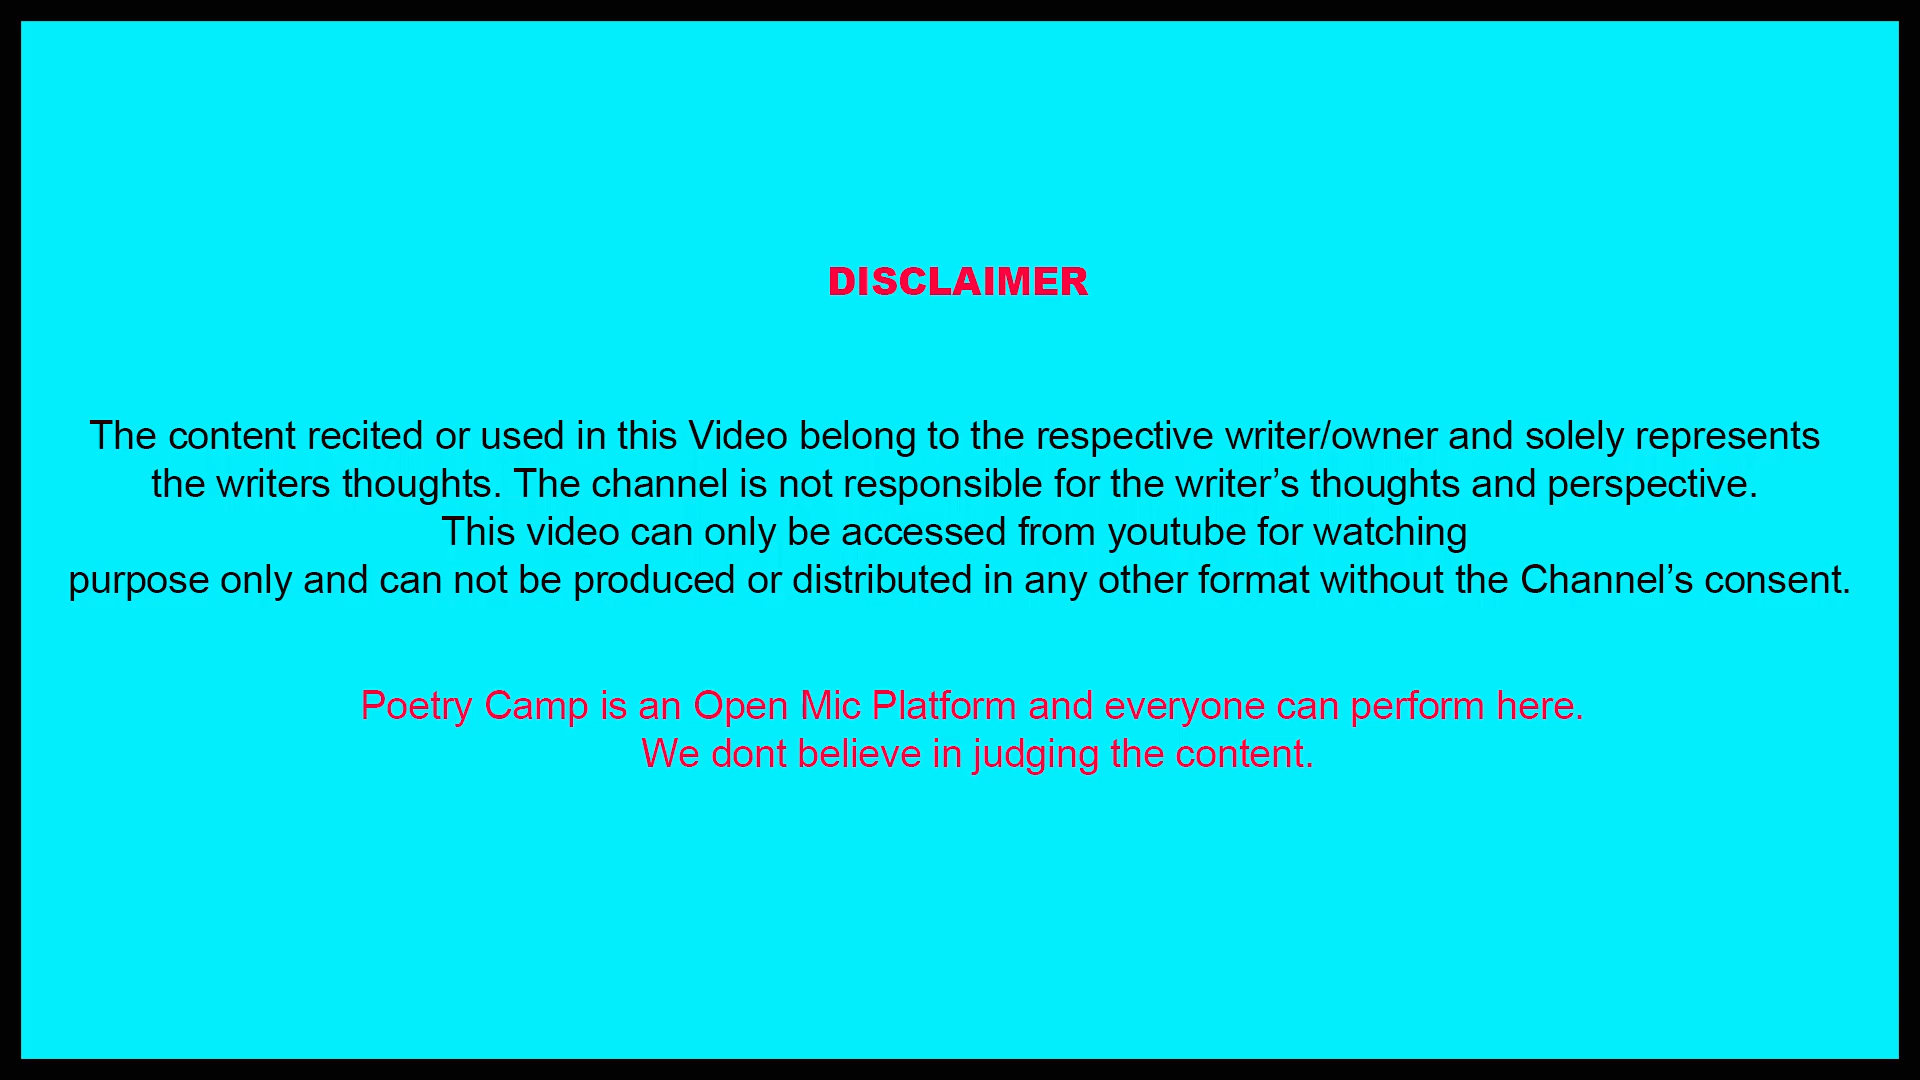 DISCLAIMER
The content recited or used in this Video belong to the respective writer/owner and solely represents
the writers thoughts. The channel is not responsible for the writer’s thoughts and perspective.
This video can only be accessed from youtube for watching
purpose only and can not be produced or distributed in any other format without the Channel’s consent.
Poetry Camp is an Open Mic Platform and everyone can perform here.
We dont believe in judging the content.